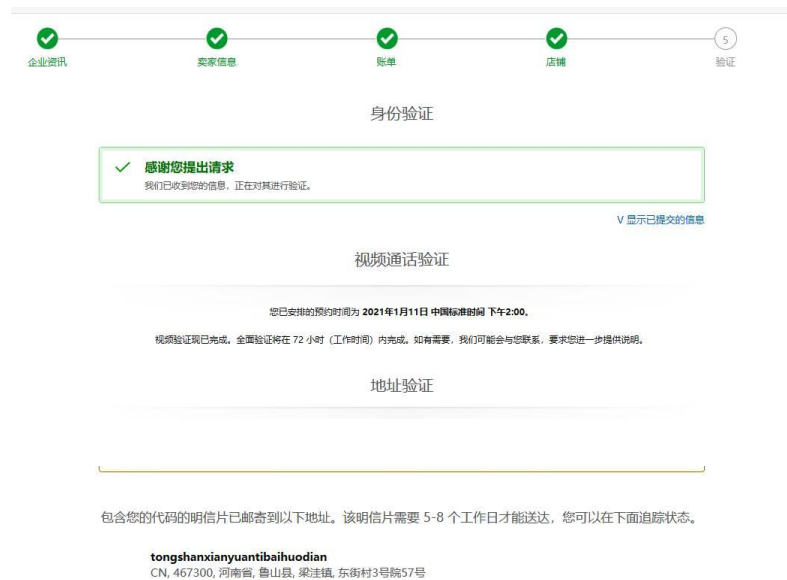 5
企业资讯 卖家信息 账单 店铺 验证
身份验证
感谢您提出请求
我们已收到您的信息，正在对其进行验证。
V 显示已提交的信息
视频通话验证
您已安排的预约时间为 2021年1月11日 中国标准时间 下午2:00。
视频验证现已完成。全面验证将在 72 小时（工作时间）内完成。如有需要，我们可能会与您联系，要求您进一步提供说明。
地址验证
包含您的代码的明信片已邮寄到以下地址。该明信片需要 5-8 个工作日才能送达，您可以在下面追踪状态。
tongshanxianyuantibaihuodian
CN, 467300, 河南省, 鲁山县, 梁洼镇, 东街村3号院57号